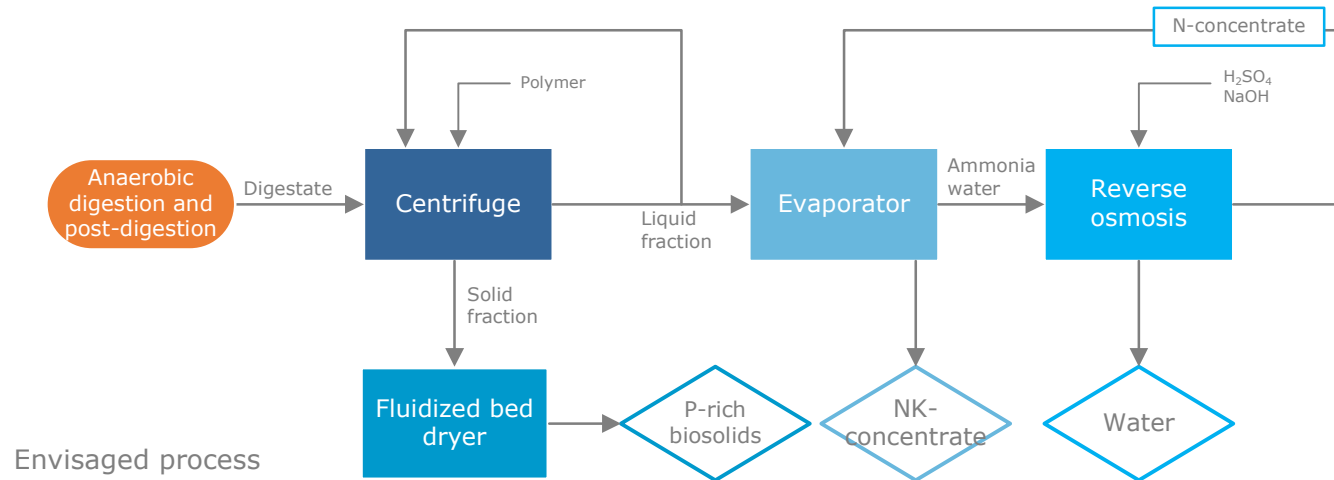 N-concentrate
Polymer
H₂SO₄
NaOH
Anaerobic
digestion and
post-digestion
Digestate
Centrifuge
Liquid
fraction
Evaporator
Ammonia
water
Reverse
osmosis
Solid
fraction
Fluidized bed
dryer
P-rich
biosolids
NK-
concentrate
Water
Envisaged process